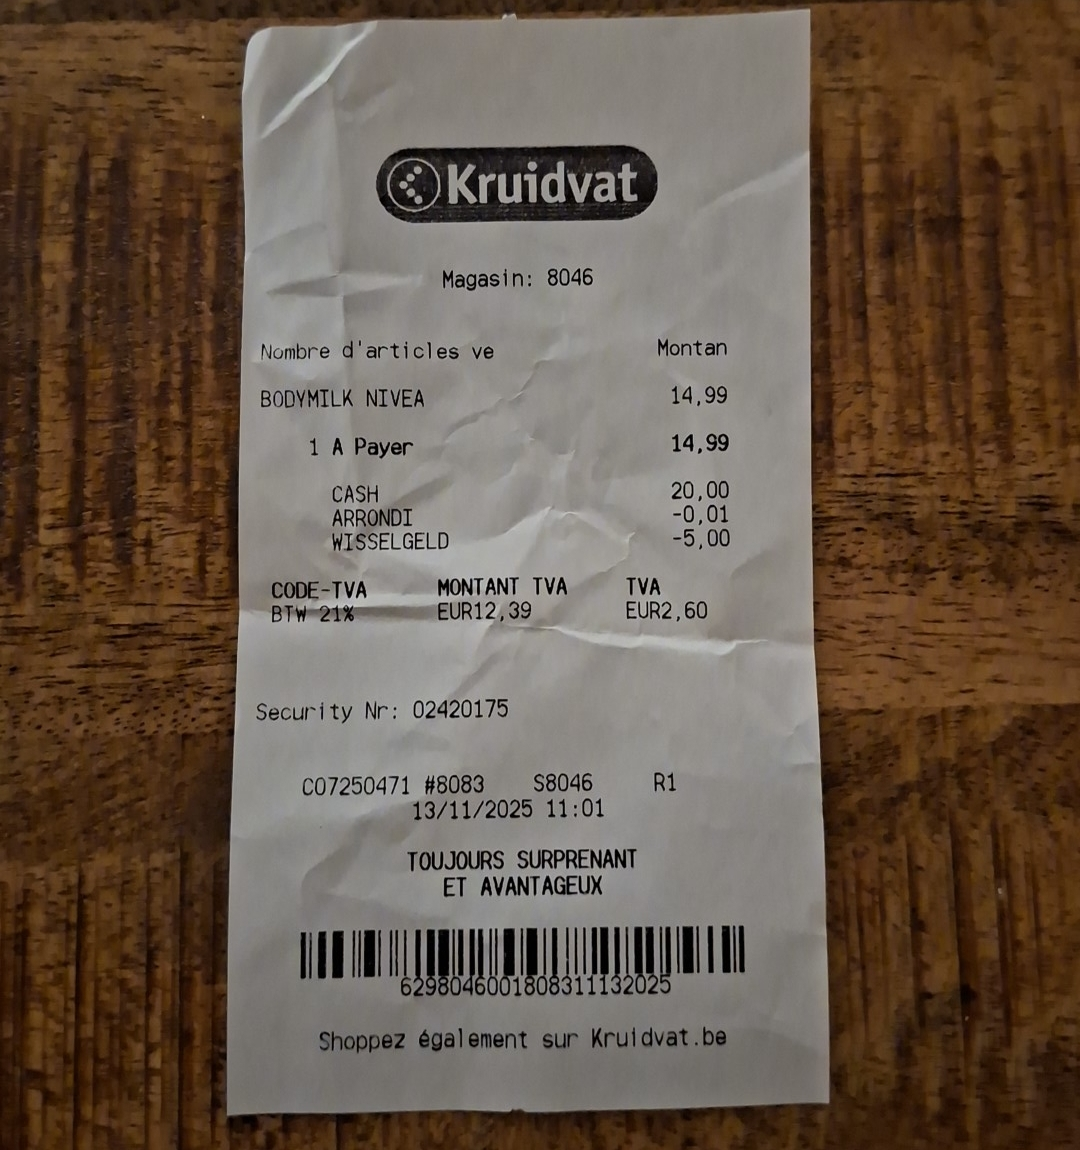 Kruidvat
Magasin: 8046
Nombre d'articles ve Montan
BODYMILK NIVEA 14,99
1 A Payer 14,99
CASH 20,00
ARRONDI -0,01
WISSELGELD -5,00
CODE-TVA MONTANT TVA TVA
BTW 21% EUR12,39 EUR2,60
Security Nr: 02420175
C07250471 #8083 S8046 R1
13/11/2025 11:01
TOUJOURS SURPRENANT
ET AVANTAGEUX
6298046001808311132025
Shoppez également sur Kruidvat.be